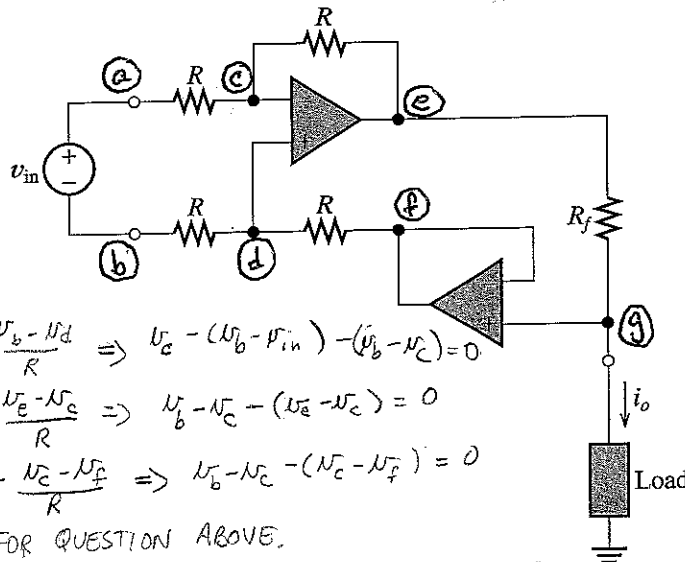 R
a
R
c
e
+
v_in
+
−
R
R
f
R_f
b
d
+
g
v_b - v_d / R => v_c - (v_b - v_in) - (v_b - v_c) = 0
i_o
v_e - v_c / R => v_b - v_c - (v_e - v_c) = 0
- v_c - v_f / R => v_b - v_c - (v_c - v_f) = 0
Load
FOR QUESTION ABOVE.